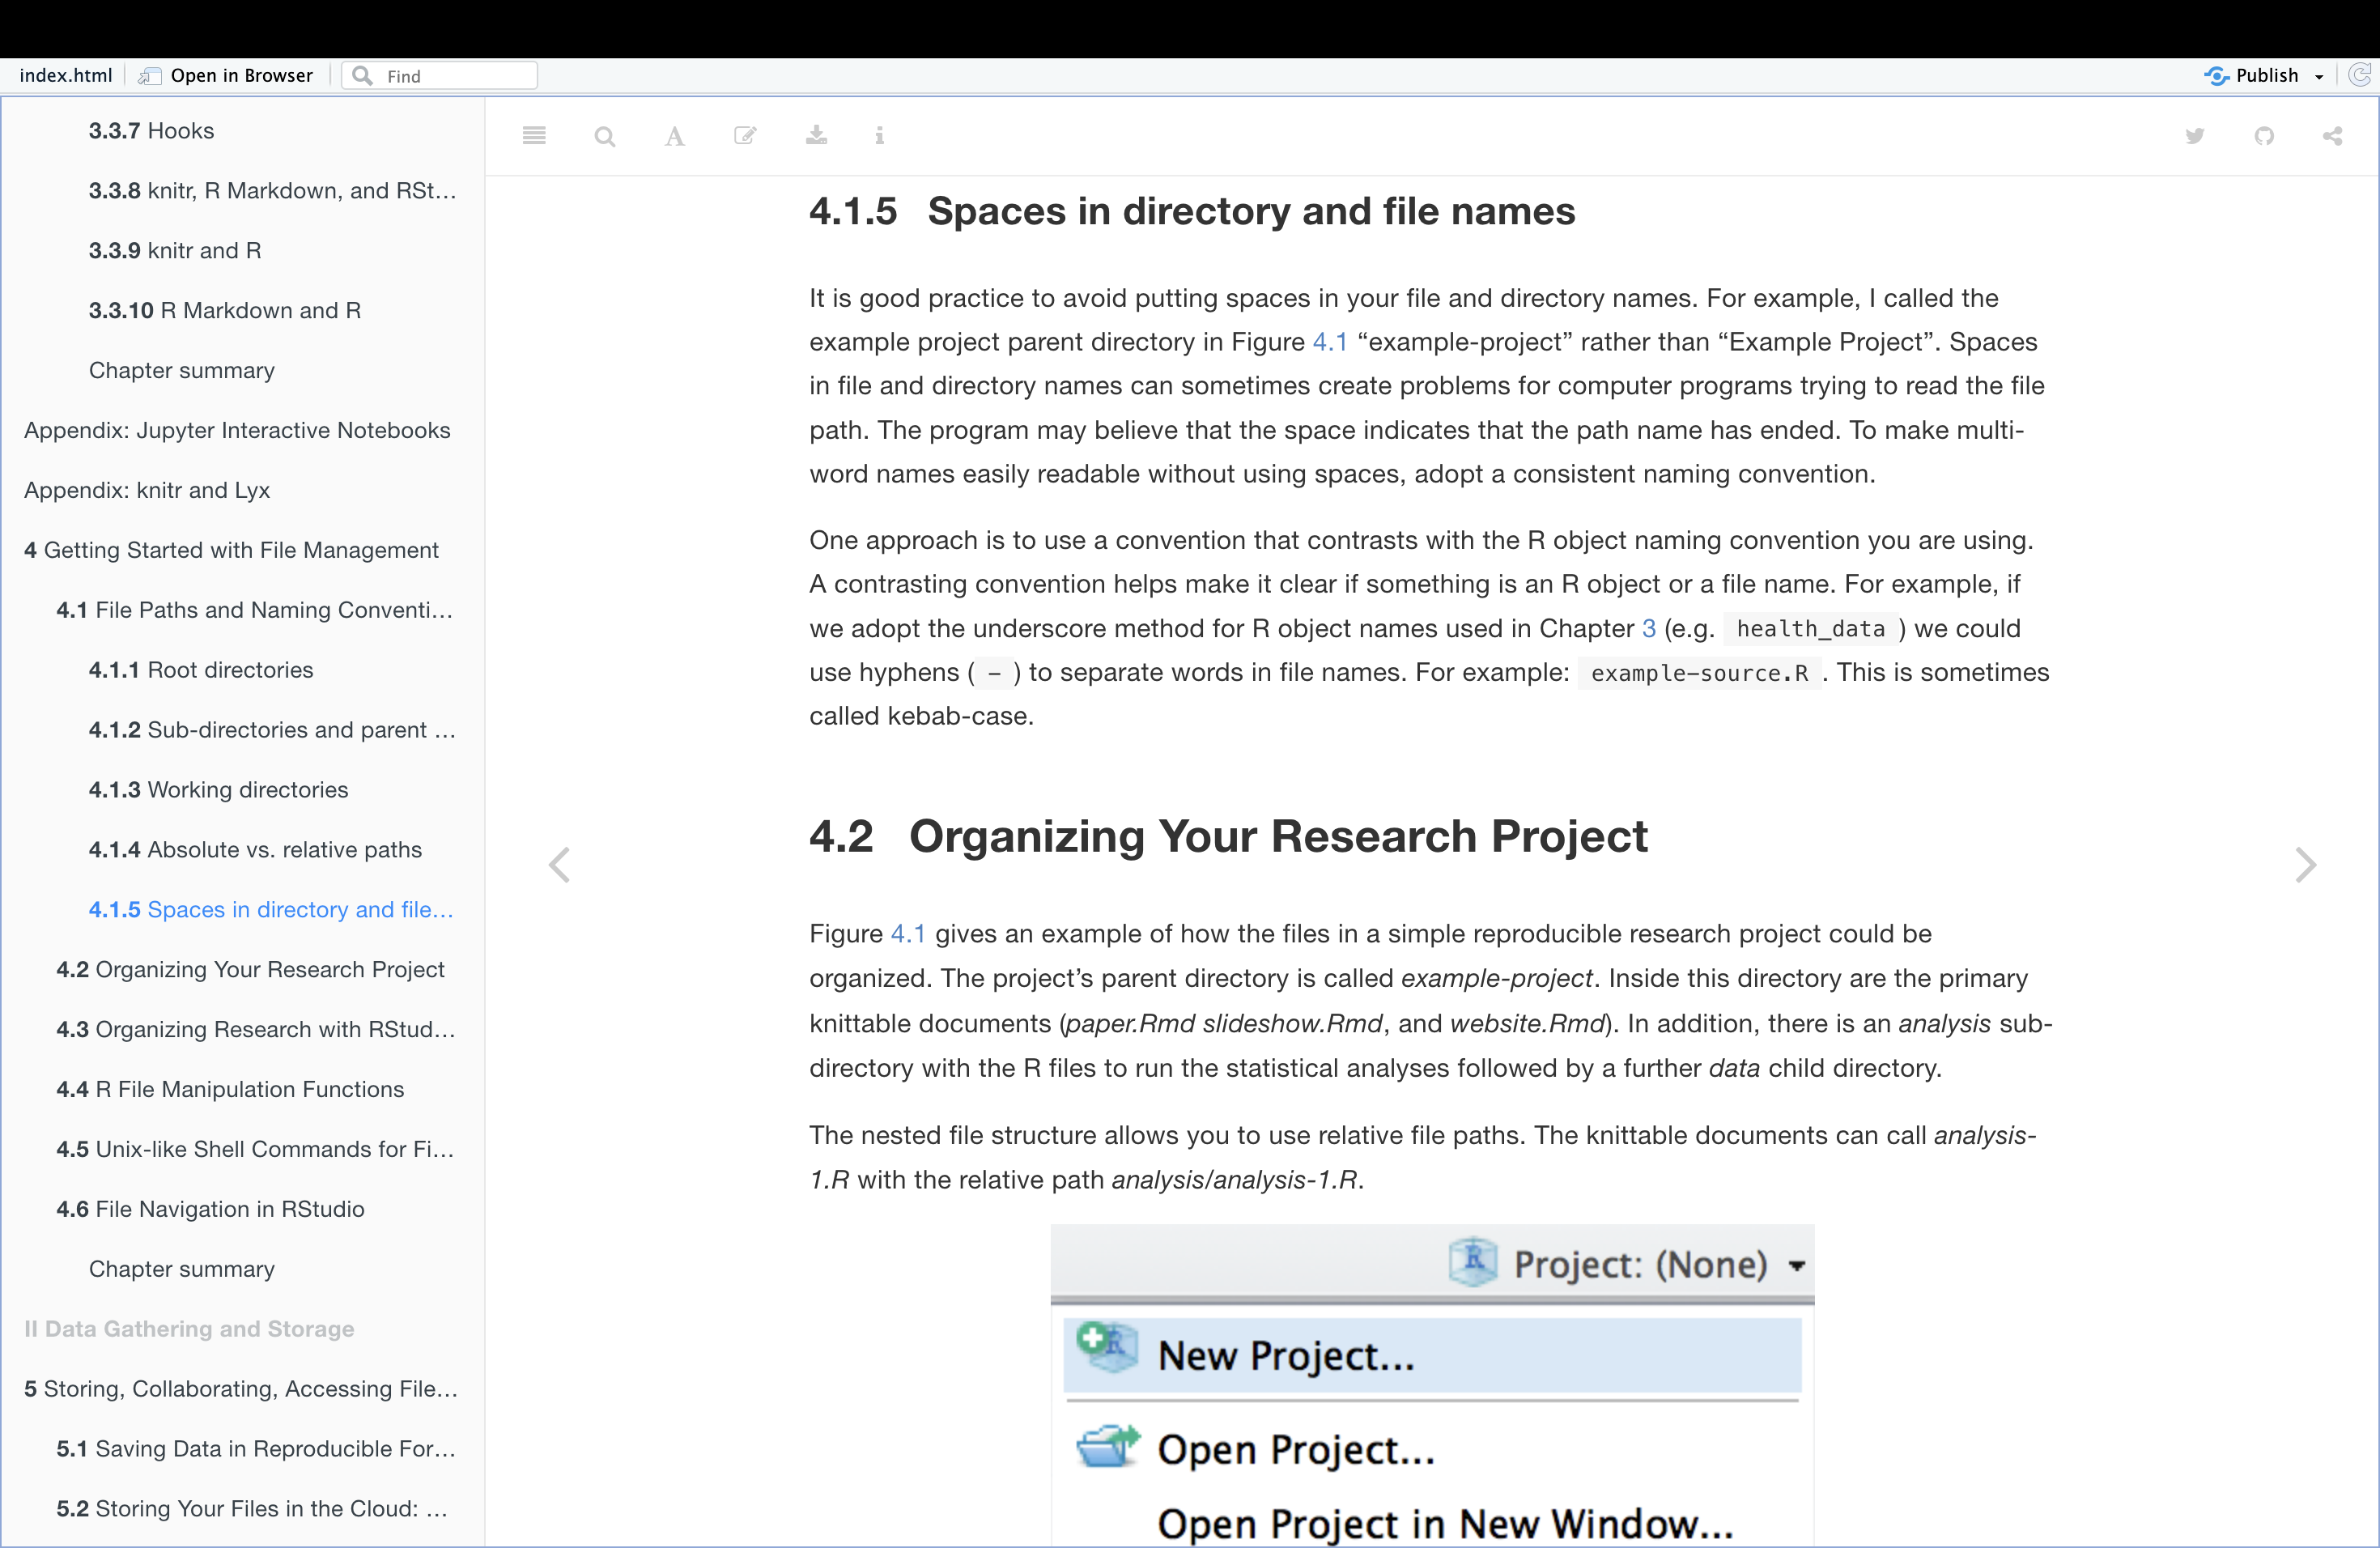 index.html Open in Browser Find Publish
3.3.7 Hooks
3.3.8 knitr, R Markdown, and RSt...
3.3.9 knitr and R
3.3.10 R Markdown and R
Chapter summary
Appendix: Jupyter Interactive Notebooks
Appendix: knitr and Lyx
4 Getting Started with File Management
4.1 File Paths and Naming Conventi...
4.1.1 Root directories
4.1.2 Sub-directories and parent ...
4.1.3 Working directories
4.1.4 Absolute vs. relative paths
4.1.5 Spaces in directory and file...
4.2 Organizing Your Research Project
4.3 Organizing Research with RStud...
4.4 R File Manipulation Functions
4.5 Unix-like Shell Commands for Fi...
4.6 File Navigation in RStudio
Chapter summary
II Data Gathering and Storage
5 Storing, Collaborating, Accessing File...
5.1 Saving Data in Reproducible For...
5.2 Storing Your Files in the Cloud: ...
4.1.5 Spaces in directory and file names
It is good practice to avoid putting spaces in your file and directory names. For example, I called the
example project parent directory in Figure 4.1 “example-project” rather than “Example Project”. Spaces
in file and directory names can sometimes create problems for computer programs trying to read the file
path. The program may believe that the space indicates that the path name has ended. To make multi-
word names easily readable without using spaces, adopt a consistent naming convention.
One approach is to use a convention that contrasts with the R object naming convention you are using.
A contrasting convention helps make it clear if something is an R object or a file name. For example, if
we adopt the underscore method for R object names used in Chapter 3 (e.g. health_data ) we could
use hyphens ( - ) to separate words in file names. For example: example-source.R . This is sometimes
called kebab-case.
4.2 Organizing Your Research Project
Figure 4.1 gives an example of how the files in a simple reproducible research project could be
organized. The project’s parent directory is called example-project. Inside this directory are the primary
knittable documents (paper.Rmd slideshow.Rmd, and website.Rmd). In addition, there is an analysis sub-
directory with the R files to run the statistical analyses followed by a further data child directory.
The nested file structure allows you to use relative file paths. The knittable documents can call analysis-
1.R with the relative path analysis/analysis-1.R.
Project: (None)
New Project...
Open Project...
Open Project in New Window...